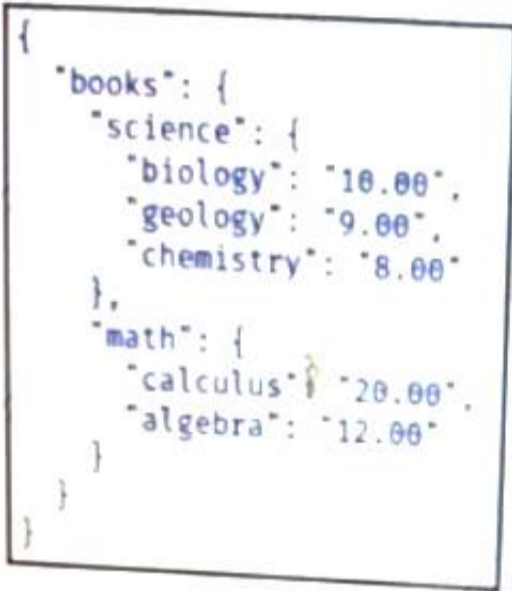 {
"books": {
"science": {
"biology": "10.00",
"geology": "9.00",
"chemistry": "8.00"
},
"math": {
"calculus": "20.00",
"algebra": "12.00"
}
}
}